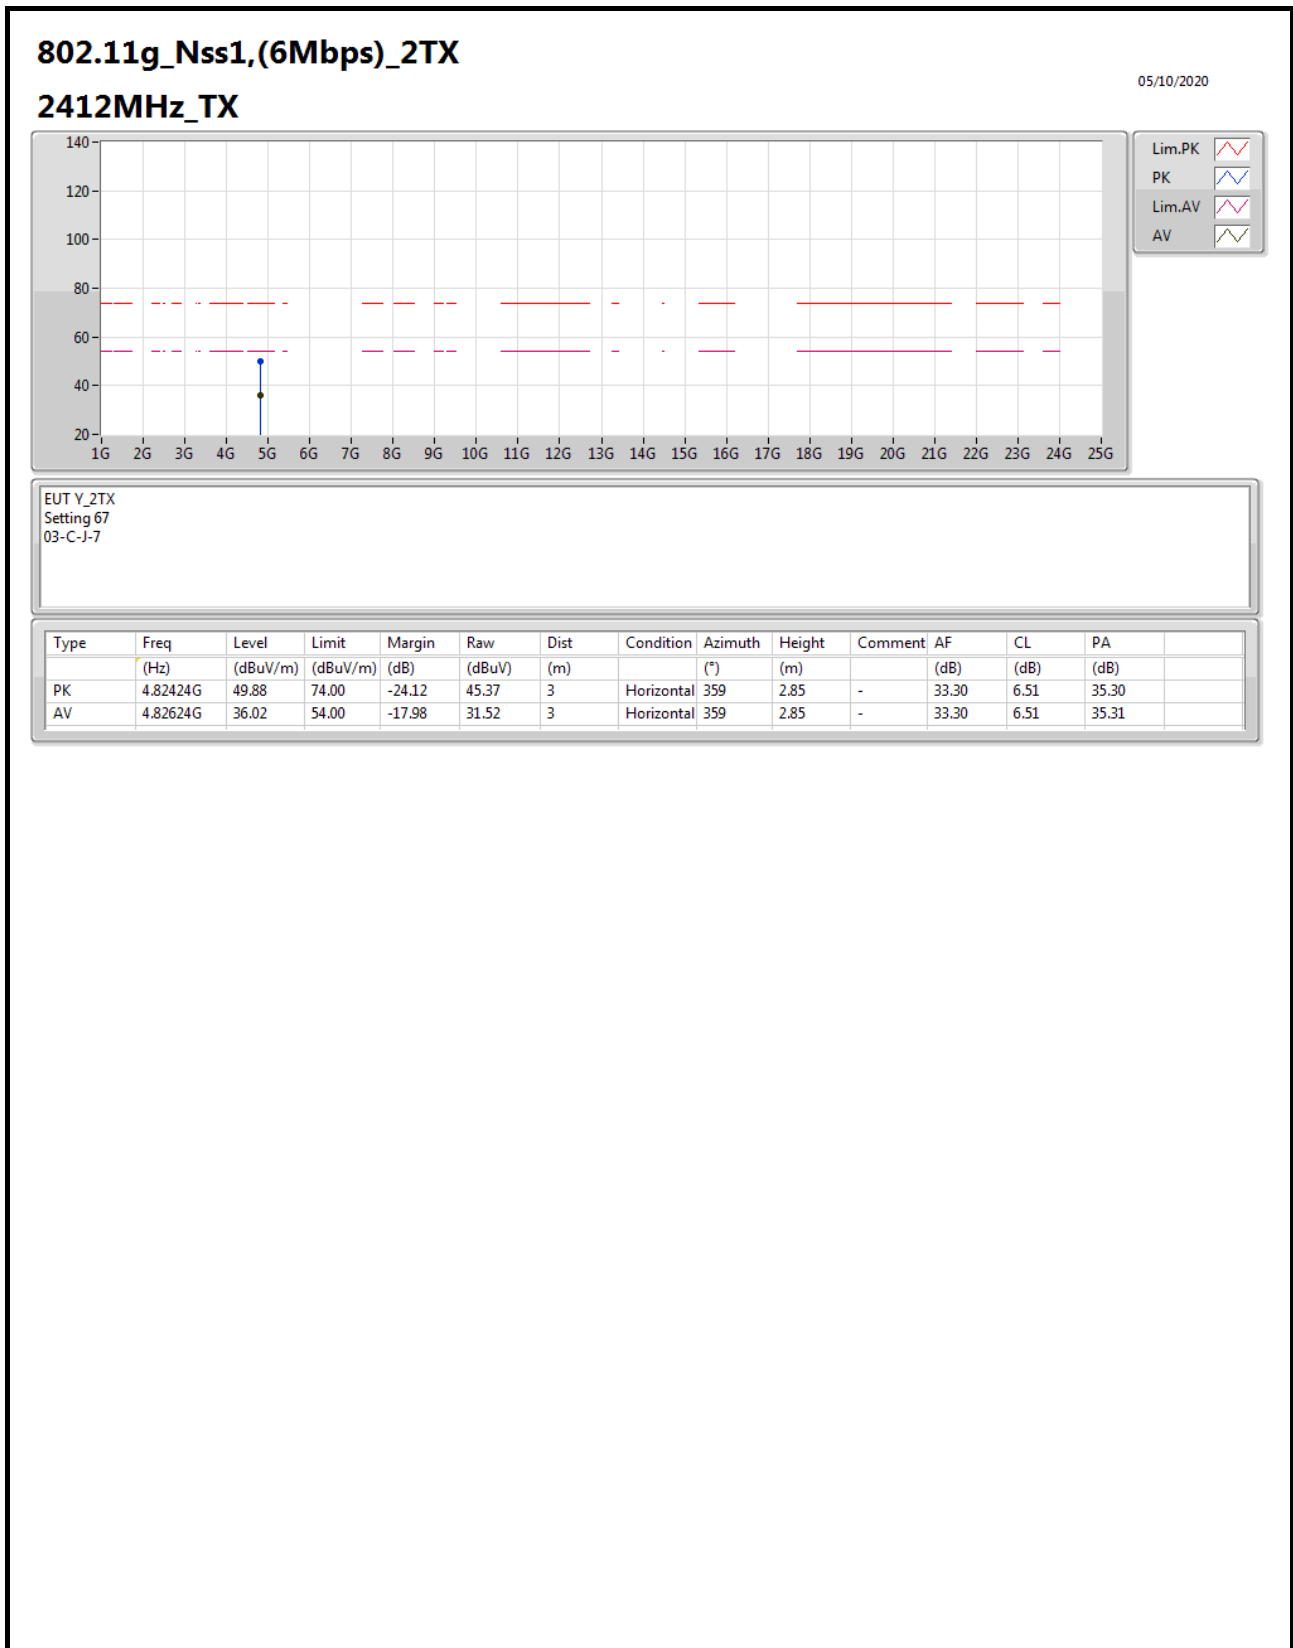 802.11g_Nss1,(6Mbps)_2TX
05/10/2020
2412MHz_TX
140
120
100
80
60
40
20
1G 2G 3G 4G 5G 6G 7G 8G 9G 10G 11G 12G 13G 14G 15G 16G 17G 18G 19G 20G 21G 22G 23G 24G 25G
Lim.PK
PK
Lim.AV
AV
EUT Y_2TX
Setting 67
03-C-J-7
Type Freq Level Limit Margin Raw Dist Condition Azimuth Height Comment AF CL PA
(Hz) (dBuV/m) (dBuV/m) (dB) (dBuV) (m) (°) (m) (dB) (dB) (dB)
PK 4.82424G 49.88 74.00 -24.12 45.37 3 Horizontal 359 2.85 - 33.30 6.51 35.30
AV 4.82624G 36.02 54.00 -17.98 31.52 3 Horizontal 359 2.85 - 33.30 6.51 35.31